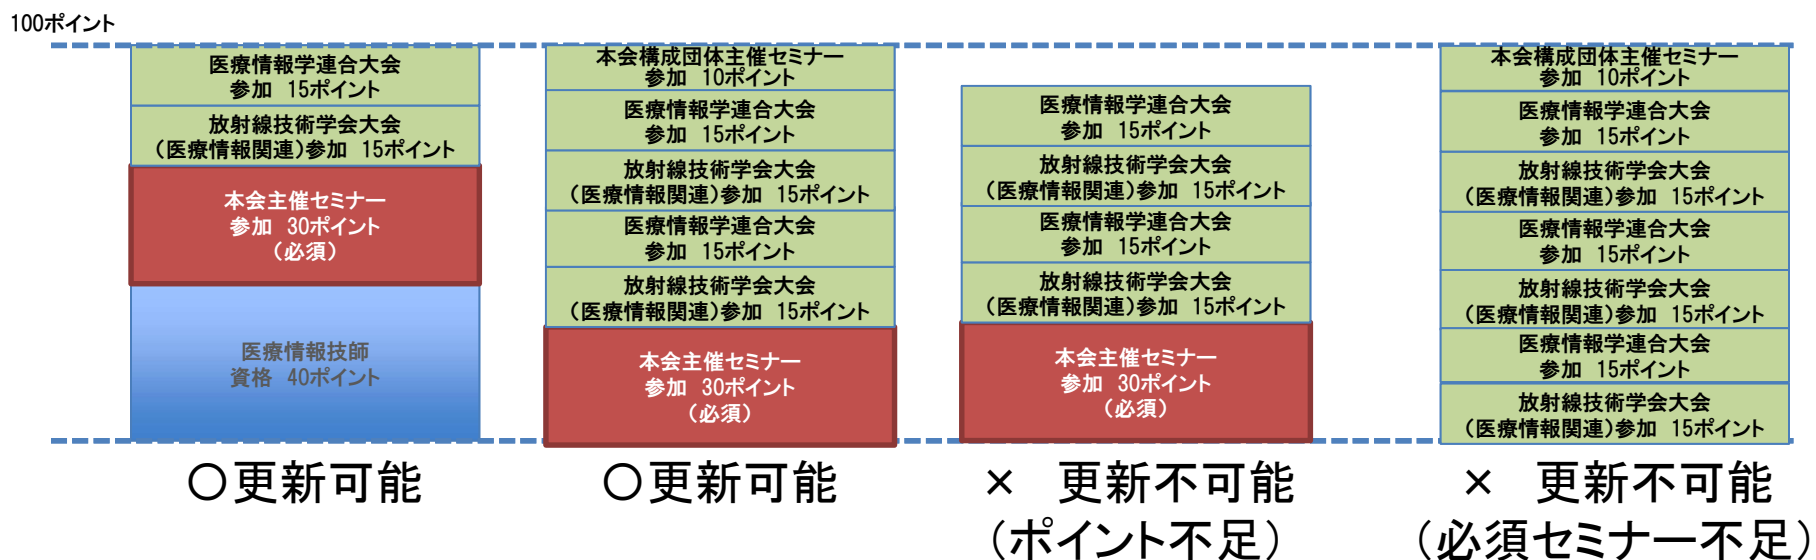 100ポイント
医療情報学連合大会
参加 15ポイント
放射線技術学会大会
（医療情報関連）参加 15ポイント
本会主催セミナー
参加 30ポイント
（必須）
医療情報技師
資格 40ポイント
○更新可能
本会構成団体主催セミナー
参加 10ポイント
医療情報学連合大会
参加 15ポイント
放射線技術学会大会
（医療情報関連）参加 15ポイント
医療情報学連合大会
参加 15ポイント
放射線技術学会大会
（医療情報関連）参加 15ポイント
本会主催セミナー
参加 30ポイント
（必須）
○更新可能
医療情報学連合大会
参加 15ポイント
放射線技術学会大会
（医療情報関連）参加 15ポイント
医療情報学連合大会
参加 15ポイント
放射線技術学会大会
（医療情報関連）参加 15ポイント
本会主催セミナー
参加 30ポイント
（必須）
× 更新不可能
（ポイント不足）
本会構成団体主催セミナー
参加 10ポイント
医療情報学連合大会
参加 15ポイント
放射線技術学会大会
（医療情報関連）参加 15ポイント
医療情報学連合大会
参加 15ポイント
放射線技術学会大会
（医療情報関連）参加 15ポイント
医療情報学連合大会
参加 15ポイント
放射線技術学会大会
（医療情報関連）参加 15ポイント
× 更新不可能
（必須セミナー不足）